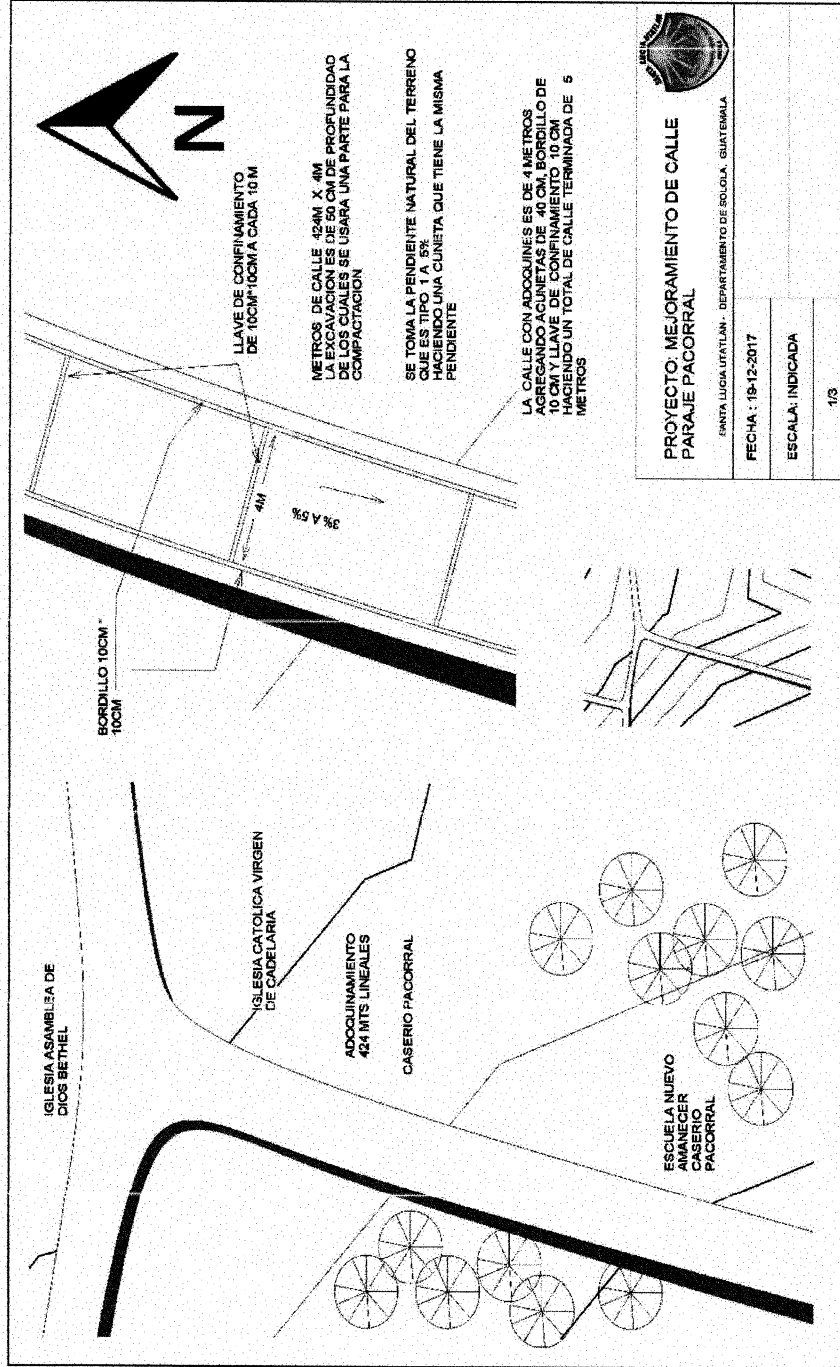 IGLESIA ASAMBLEA DE
DIOS BETHEL
IGLESIA CATOLICA VIRGEN
DE CADELARIA
ADOQUINAMIENTO
424 MTS LINEALES
CASERIO PACORRAL
ESCUELA NUEVO
AMANECER
CASERIO
PACORRAL
BORDILLO 10CM *
10CM
4M
3% A 5%
N
LLAVE DE CONFINAMIENTO
DE 10CM*10CM A CADA 10 M
METROS DE CALLE 424M X 4M
LA EXCAVACION ES DE 50 CM DE PROFUNDIDAD
DE LOS CUALES SE USARA UNA PARTE PARA LA
COMPACTACION
SE TOMA LA PENDIENTE NATURAL DEL TERRENO
QUE ES TIPO 1 A 5%
HACIENDO UNA CUNETA QUE TIENE LA MISMA
PENDIENTE
LA CALLE CON ADOQUINES ES DE 4 METROS
AGREGANDO ACUNETAS DE 40 CM, BORDILLO DE
10 CM Y LLAVE DE CONFINAMIENTO 10 CM
HACIENDO UN TOTAL DE CALLE TERMINADA DE 5
METROS
PROYECTO: MEJORAMIENTO DE CALLE
PARAJE PACORRAL
SANTA LUCIA UTATLAN, DEPARTAMENTO DE SOLOLA, GUATEMALA
FECHA : 19-12-2017
ESCALA: INDICADA
1/3